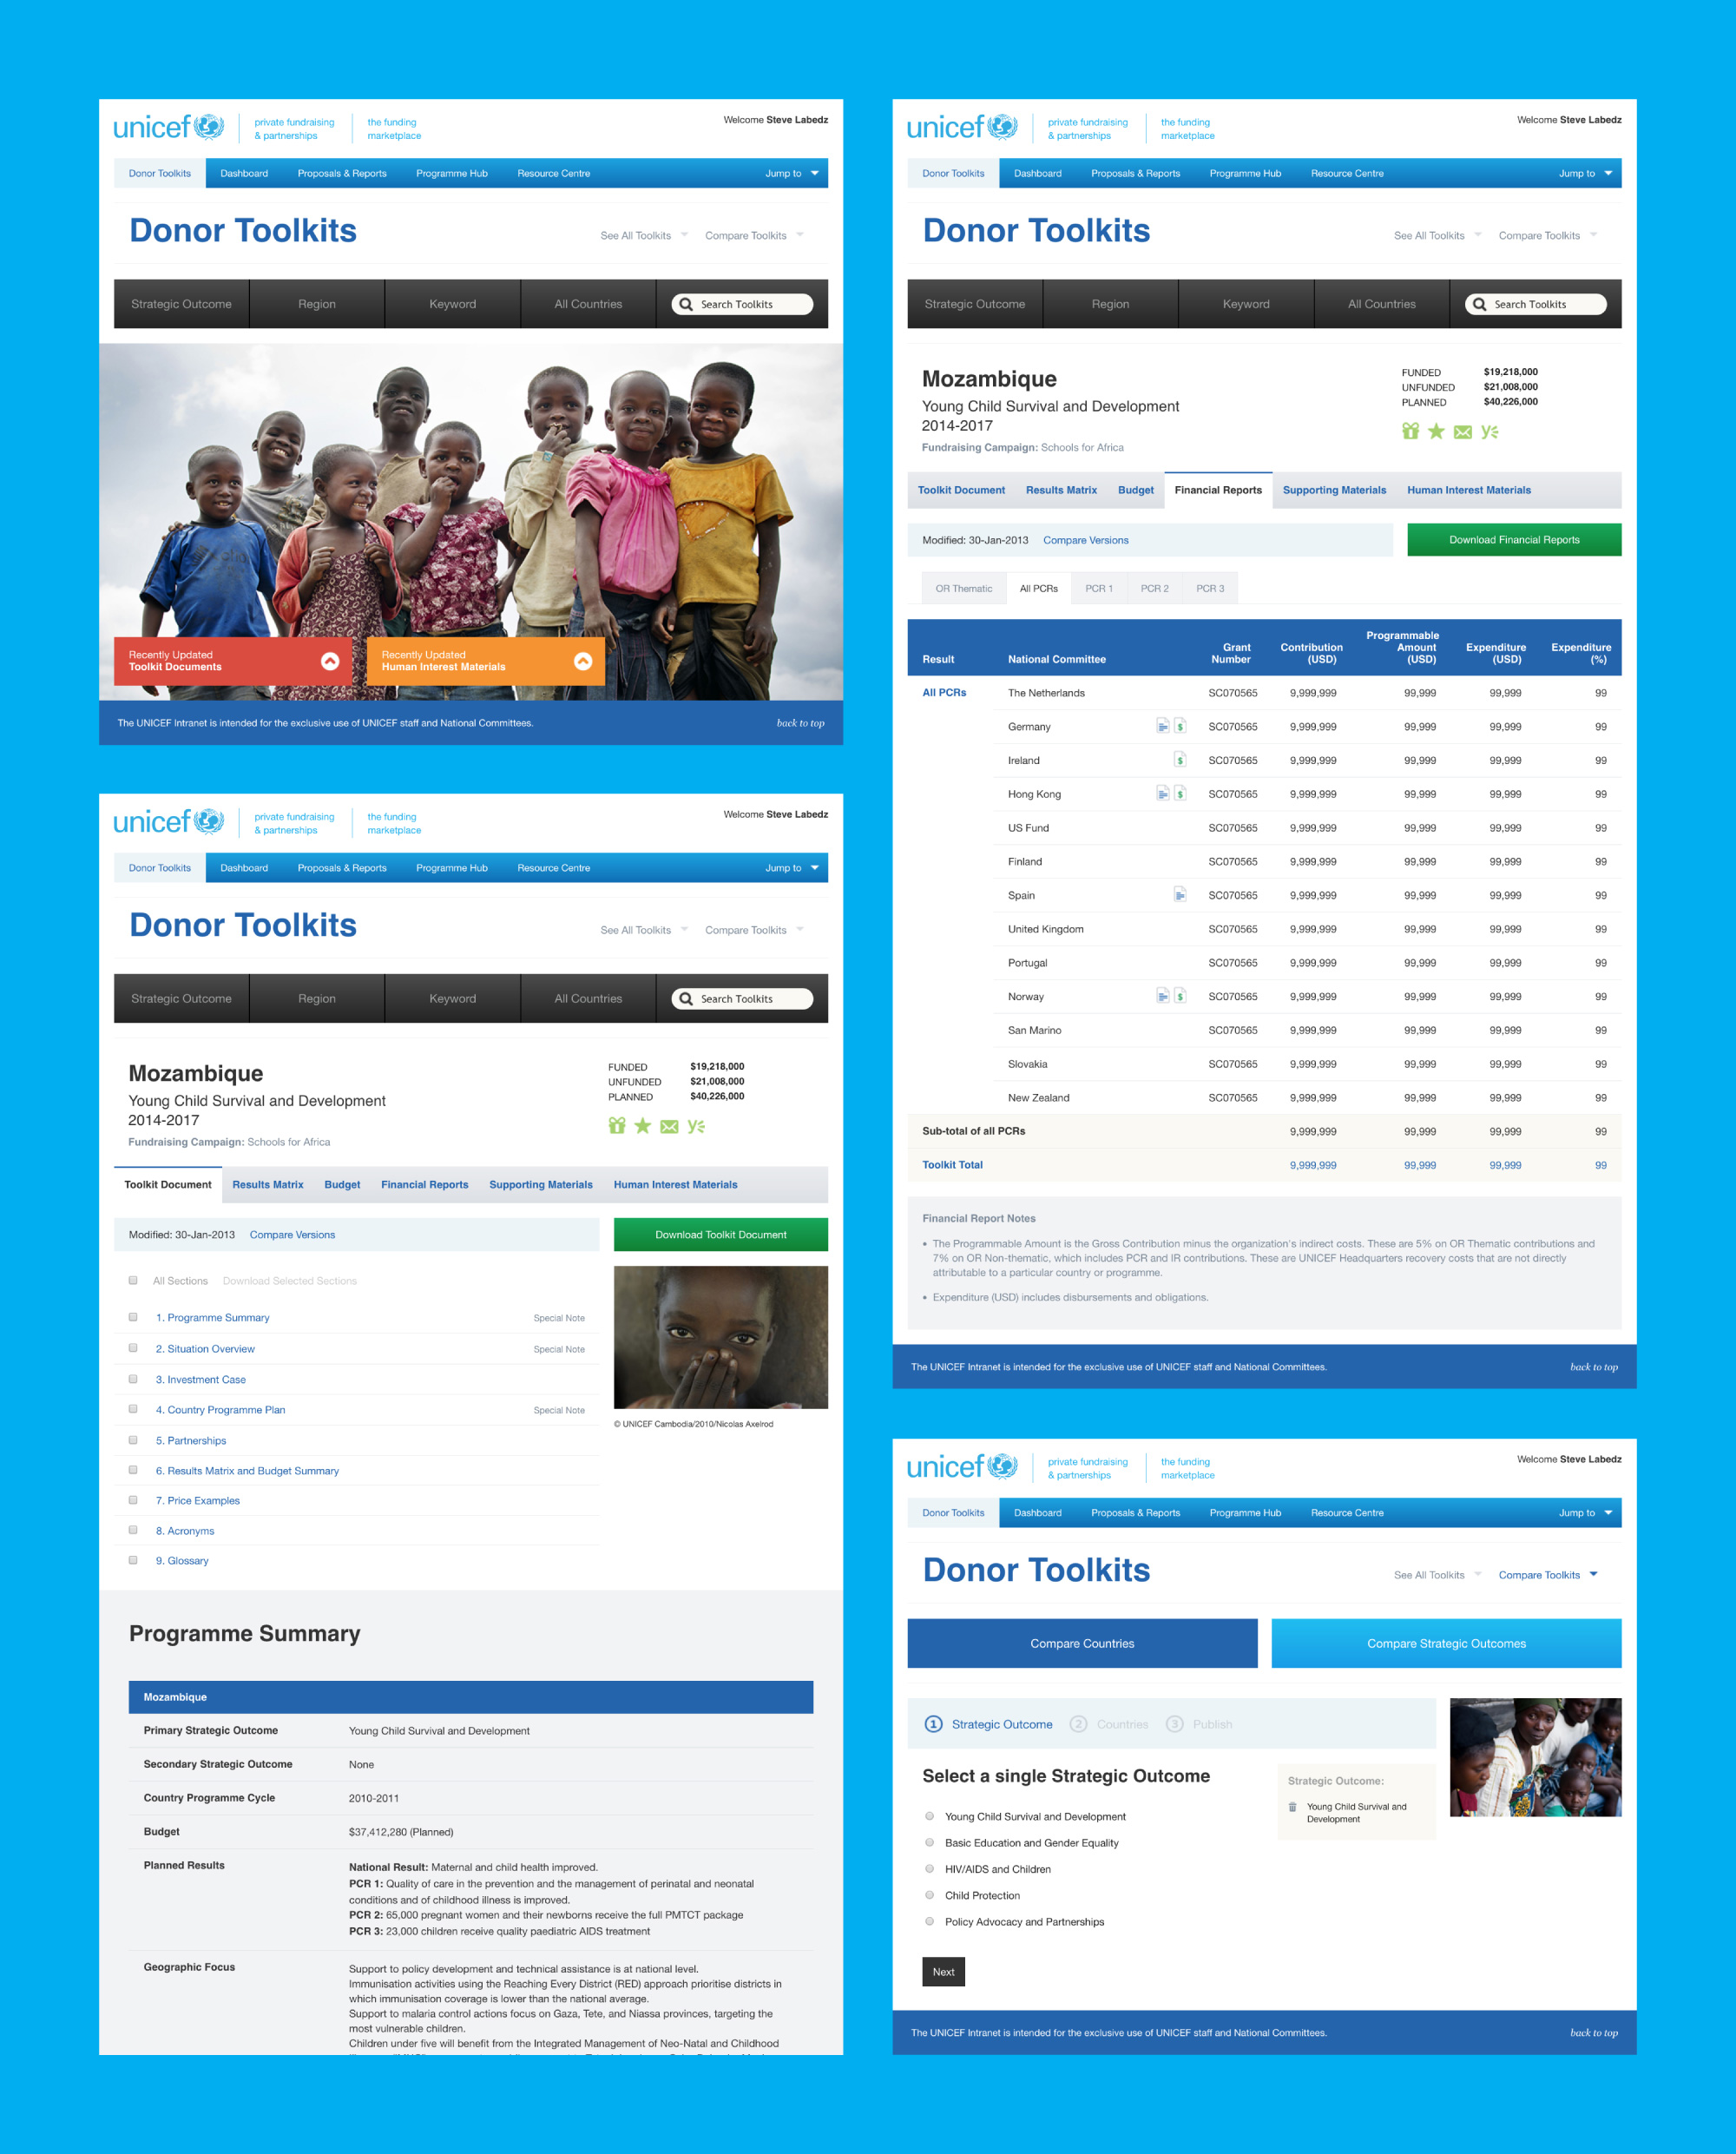 unicef
private fundraising
& partnerships
the funding
marketplace
Welcome Steve Labedz
Donor Toolkits Dashboard Proposals & Reports Programme Hub Resource Centre Jump to
Donor Toolkits
See All Toolkits Compare Toolkits
Strategic Outcome Region Keyword All Countries Search Toolkits
Recently Updated
Toolkit Documents
Recently Updated
Human Interest Materials
The UNICEF Intranet is intended for the exclusive use of UNICEF staff and National Committees. back to top
unicef
private fundraising
& partnerships
the funding
marketplace
Welcome Steve Labedz
Donor Toolkits Dashboard Proposals & Reports Programme Hub Resource Centre Jump to
Donor Toolkits
See All Toolkits Compare Toolkits
Strategic Outcome Region Keyword All Countries Search Toolkits
Mozambique
Young Child Survival and Development
2014-2017
Fundraising Campaign: Schools for Africa
FUNDED $19,218,000
UNFUNDED $21,008,000
PLANNED $40,226,000
Toolkit Document Results Matrix Budget Financial Reports Supporting Materials Human Interest Materials
Modified: 30-Jan-2013 Compare Versions
Download Toolkit Document
All Sections Download Selected Sections
1. Programme Summary Special Note
2. Situation Overview Special Note
3. Investment Case
4. Country Programme Plan Special Note
5. Partnerships
6. Results Matrix and Budget Summary
7. Price Examples
8. Acronyms
9. Glossary
© UNICEF Cambodia/2010/Nicolas Axelrod
Programme Summary
Mozambique
Primary Strategic Outcome Young Child Survival and Development
Secondary Strategic Outcome None
Country Programme Cycle 2010-2011
Budget $37,412,280 (Planned)
Planned Results National Result: Maternal and child health improved.
PCR 1: Quality of care in the prevention and the management of perinatal and neonatal
conditions and of childhood illness is improved.
PCR 2: 65,000 pregnant women and their newborns receive the full PMTCT package
PCR 3: 23,000 children receive quality paediatric AIDS treatment
Geographic Focus Support to policy development and technical assistance is at national level.
Immunisation activities using the Reaching Every District (RED) approach prioritise districts in
which immunisation coverage is lower than the national average.
Support to malaria control actions focus on Gaza, Tete, and Niassa provinces, targeting the
most vulnerable children.
Children under five will benefit from the Integrated Management of Neo-Natal and Childhood
unicef
private fundraising
& partnerships
the funding
marketplace
Welcome Steve Labedz
Donor Toolkits Dashboard Proposals & Reports Programme Hub Resource Centre Jump to
Donor Toolkits
See All Toolkits Compare Toolkits
Strategic Outcome Region Keyword All Countries Search Toolkits
Mozambique
Young Child Survival and Development
2014-2017
Fundraising Campaign: Schools for Africa
FUNDED $19,218,000
UNFUNDED $21,008,000
PLANNED $40,226,000
Toolkit Document Results Matrix Budget Financial Reports Supporting Materials Human Interest Materials
Modified: 30-Jan-2013 Compare Versions
Download Financial Reports
OR Thematic All PCRs PCR 1 PCR 2 PCR 3
Result National Committee Grant Number Contribution (USD) Programmable Amount (USD) Expenditure (USD) Expenditure (%)
All PCRs The Netherlands SC070565 9,999,999 99,999 99,999 99
Germany SC070565 9,999,999 99,999 99,999 99
Ireland SC070565 9,999,999 99,999 99,999 99
Hong Kong SC070565 9,999,999 99,999 99,999 99
US Fund SC070565 9,999,999 99,999 99,999 99
Finland SC070565 9,999,999 99,999 99,999 99
Spain SC070565 9,999,999 99,999 99,999 99
United Kingdom SC070565 9,999,999 99,999 99,999 99
Portugal SC070565 9,999,999 99,999 99,999 99
Norway SC070565 9,999,999 99,999 99,999 99
San Marino SC070565 9,999,999 99,999 99,999 99
Slovakia SC070565 9,999,999 99,999 99,999 99
New Zealand SC070565 9,999,999 99,999 99,999 99
Sub-total of all PCRs 9,999,999 99,999 99,999 99
Toolkit Total 9,999,999 99,999 99,999 99
Financial Report Notes
• The Programmable Amount is the Gross Contribution minus the organization's indirect costs. These are 5% on OR Thematic contributions and
7% on OR Non-thematic, which includes PCR and IR contributions. These are UNICEF Headquarters recovery costs that are not directly
attributable to a particular country or programme.
• Expenditure (USD) includes disbursements and obligations.
The UNICEF Intranet is intended for the exclusive use of UNICEF staff and National Committees. back to top
unicef
private fundraising
& partnerships
the funding
marketplace
Welcome Steve Labedz
Donor Toolkits Dashboard Proposals & Reports Programme Hub Resource Centre Jump to
Donor Toolkits
See All Toolkits Compare Toolkits
Compare Countries Compare Strategic Outcomes
1 Strategic Outcome 2 Countries 3 Publish
Select a single Strategic Outcome
Young Child Survival and Development
Basic Education and Gender Equality
HIV/AIDS and Children
Child Protection
Policy Advocacy and Partnerships
Next
Strategic Outcome:
Young Child Survival and
Development
The UNICEF Intranet is intended for the exclusive use of UNICEF staff and National Committees. back to top